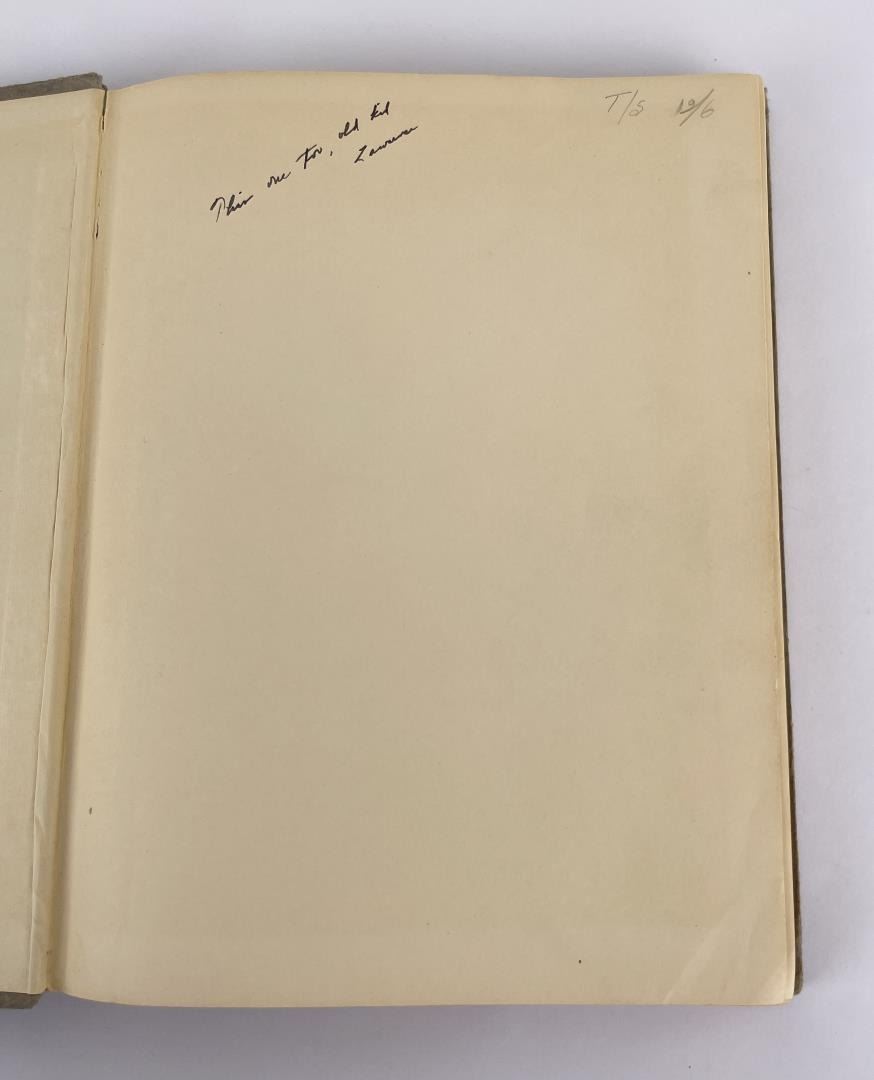 This one too, old kid
Lawrence
T/S 12/6